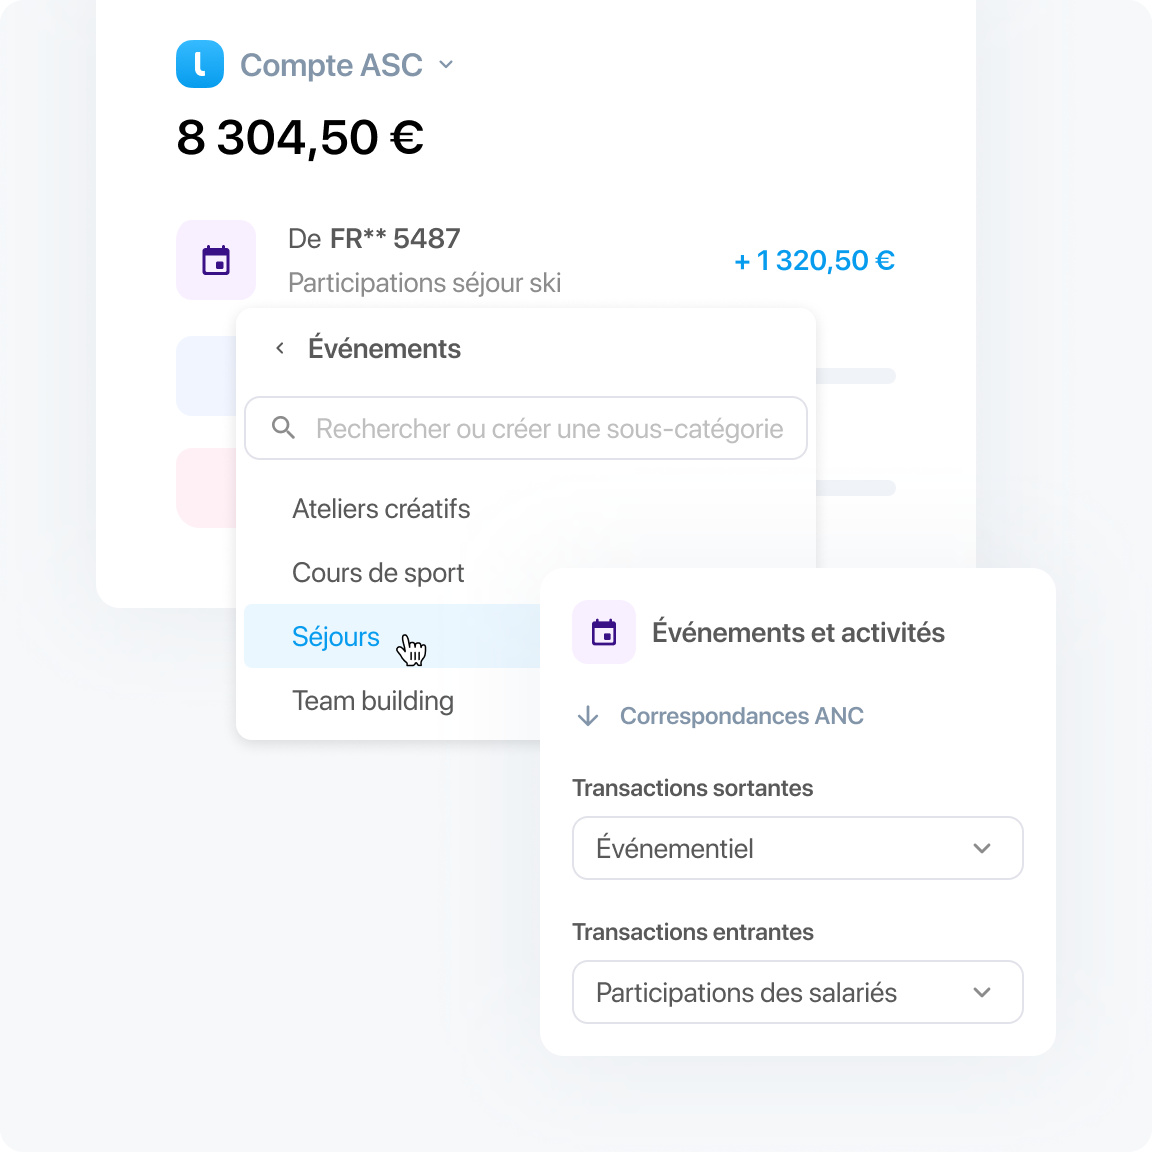 Compte ASC
8 304,50 €
De FR** 5487
Participations séjour ski
+ 1 320,50 €
Événements
Rechercher ou créer une sous-catégorie
Ateliers créatifs
Cours de sport
Séjours
Team building
Événements et activités
Correspondances ANC
Transactions sortantes
Événementiel
Transactions entrantes
Participations des salariés